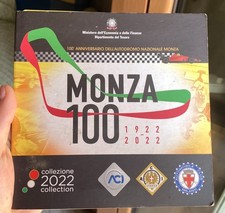 Ministero dell'Economia e delle Finanze
Dipartimento del Tesoro
100° ANNIVERSARIO DELL'AUTODROMO NAZIONALE MONZA
MONZA
100
19_22
2022
collezione
2022
collection
ACI